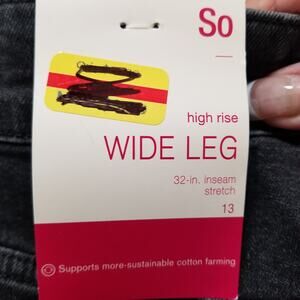 So
high rise
WIDE LEG
32-in. inseam
stretch
13
Supports more-sustainable cotton farming